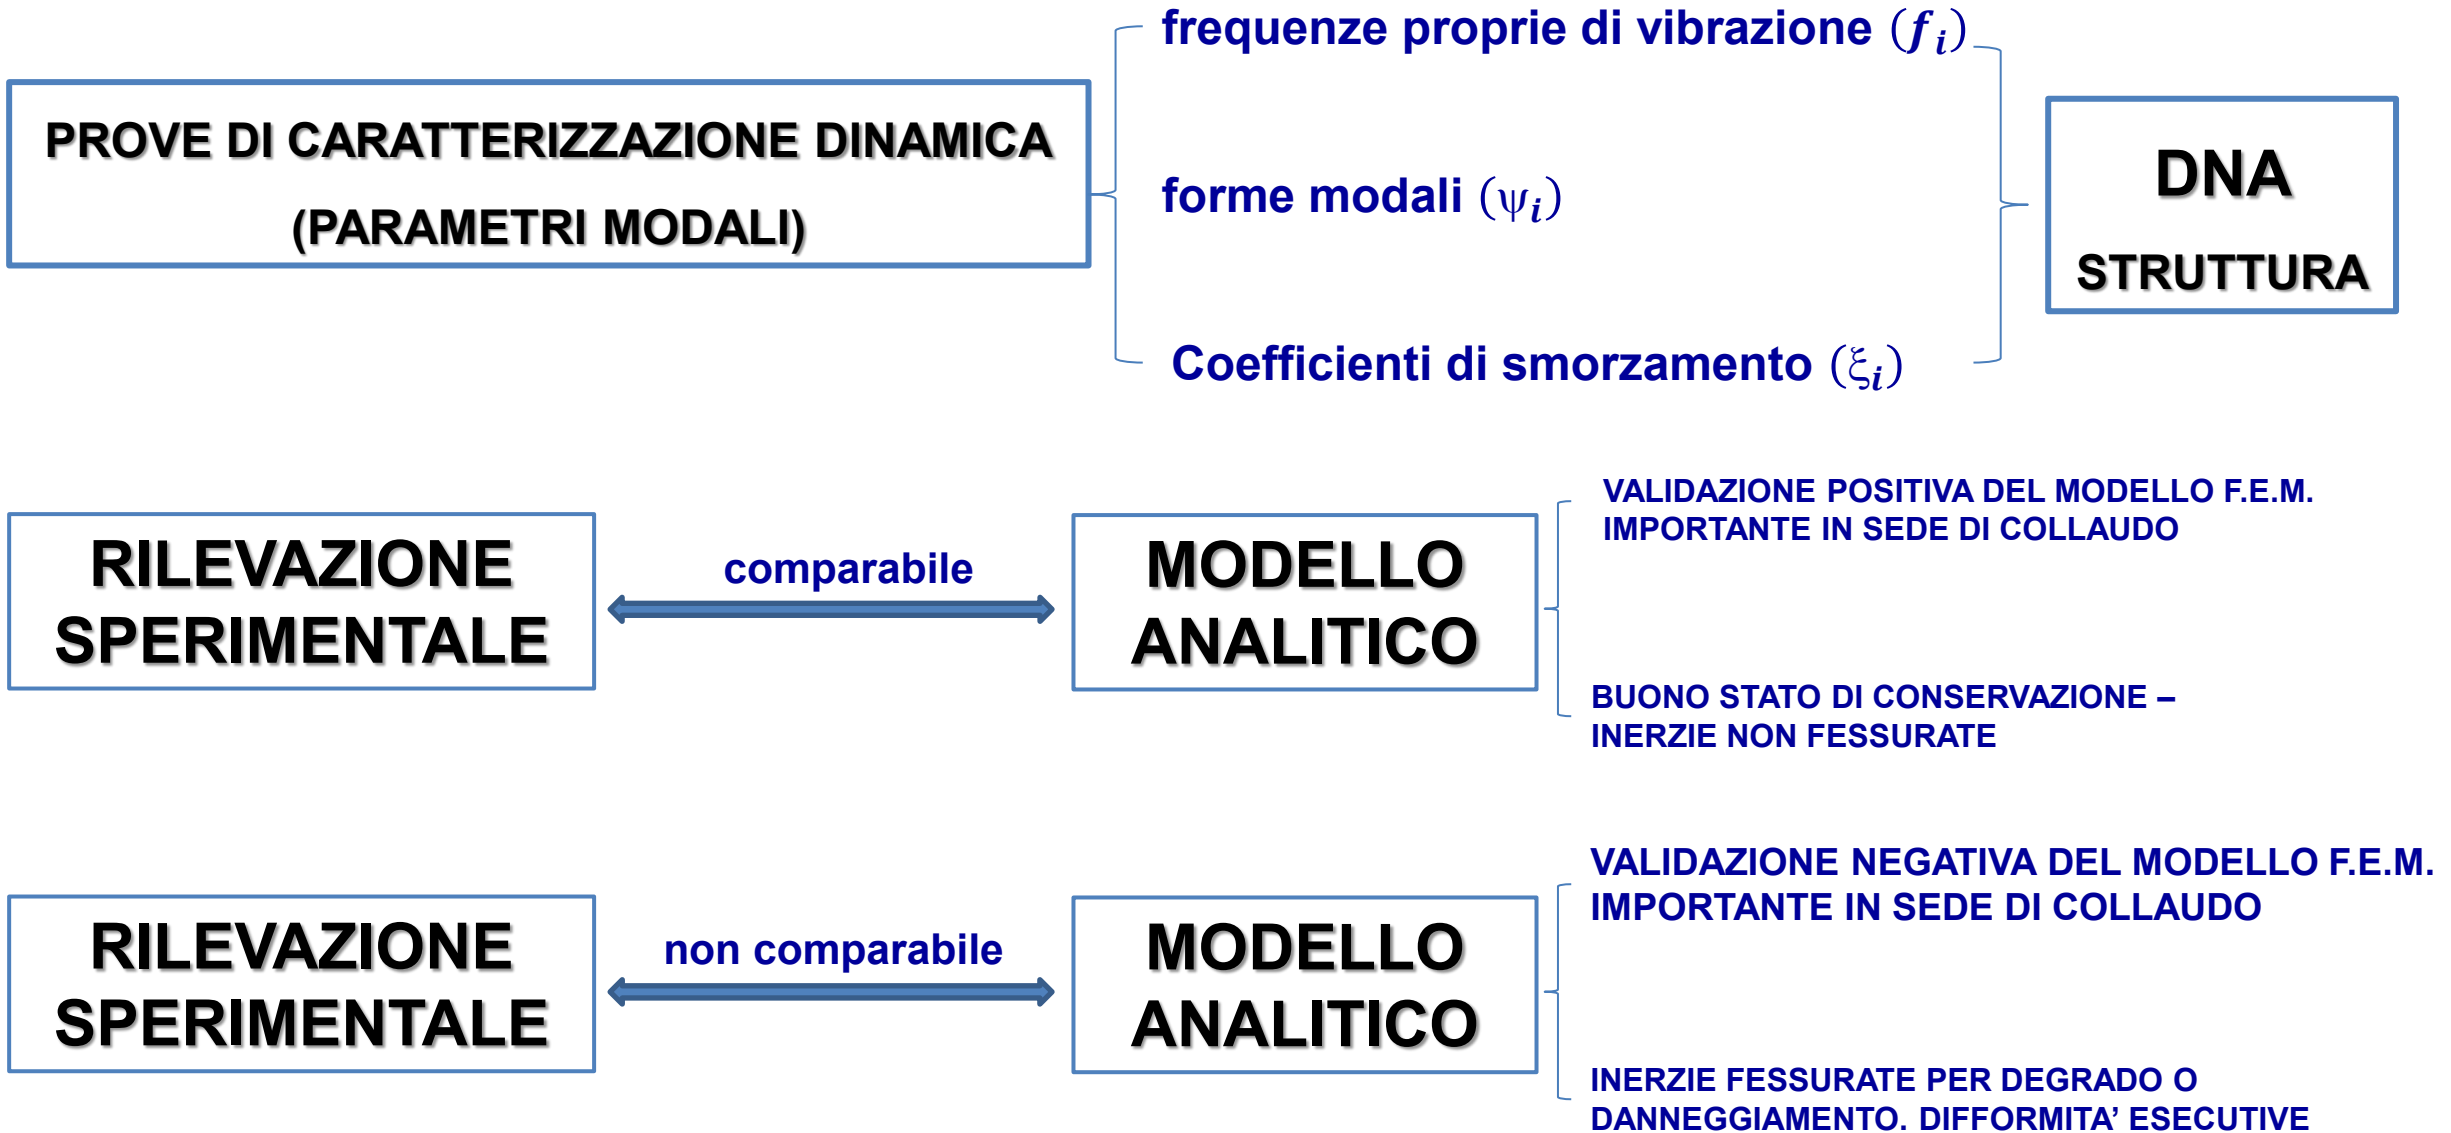 frequenze proprie di vibrazione (f_i)
PROVE DI CARATTERIZZAZIONE DINAMICA
(PARAMETRI MODALI)
forme modali (ψ_i)
Coefficienti di smorzamento (ξ_i)
DNA
STRUTTURA
RILEVAZIONE
SPERIMENTALE
comparabile
MODELLO
ANALITICO
VALIDAZIONE POSITIVA DEL MODELLO F.E.M.
IMPORTANTE IN SEDE DI COLLAUDO
BUONO STATO DI CONSERVAZIONE –
INERZIE NON FESSURATE
RILEVAZIONE
SPERIMENTALE
non comparabile
MODELLO
ANALITICO
VALIDAZIONE NEGATIVA DEL MODELLO F.E.M.
IMPORTANTE IN SEDE DI COLLAUDO
INERZIE FESSURATE PER DEGRADO O
DANNEGGIAMENTO. DIFFORMITA’ ESECUTIVE